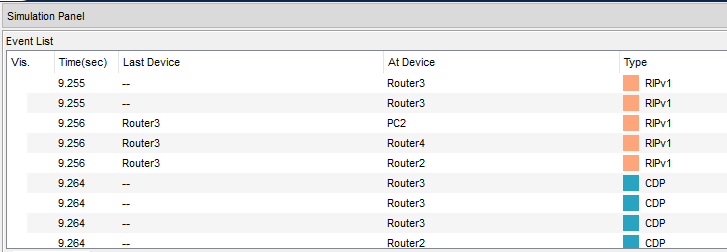 Simulation Panel
Event List
Vis. Time(sec) Last Device At Device Type
9.255 -- Router3 RIPv1
9.255 -- Router3 RIPv1
9.256 Router3 PC2 RIPv1
9.256 Router3 Router4 RIPv1
9.256 Router3 Router2 RIPv1
9.264 -- Router3 CDP
9.264 -- Router3 CDP
9.264 -- Router3 CDP
9.264 -- Router2 CDP